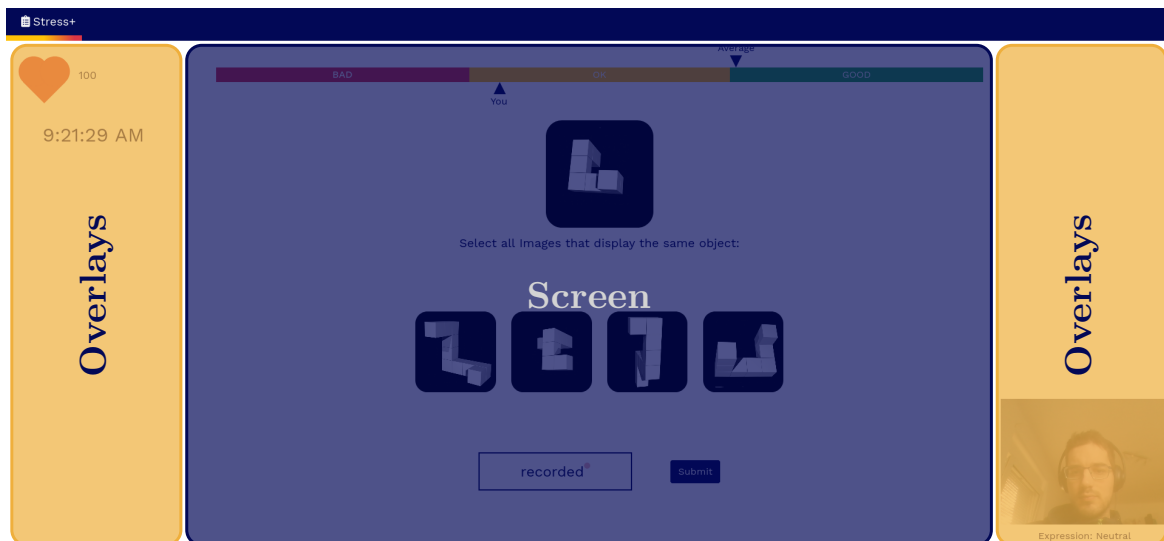 Stress+
100
9:21:29 AM
Overlays
Average
BAD
OK
GOOD
You
Select all Images that display the same object:
Screen
recorded*
Submit
Overlays
Expression: Neutral